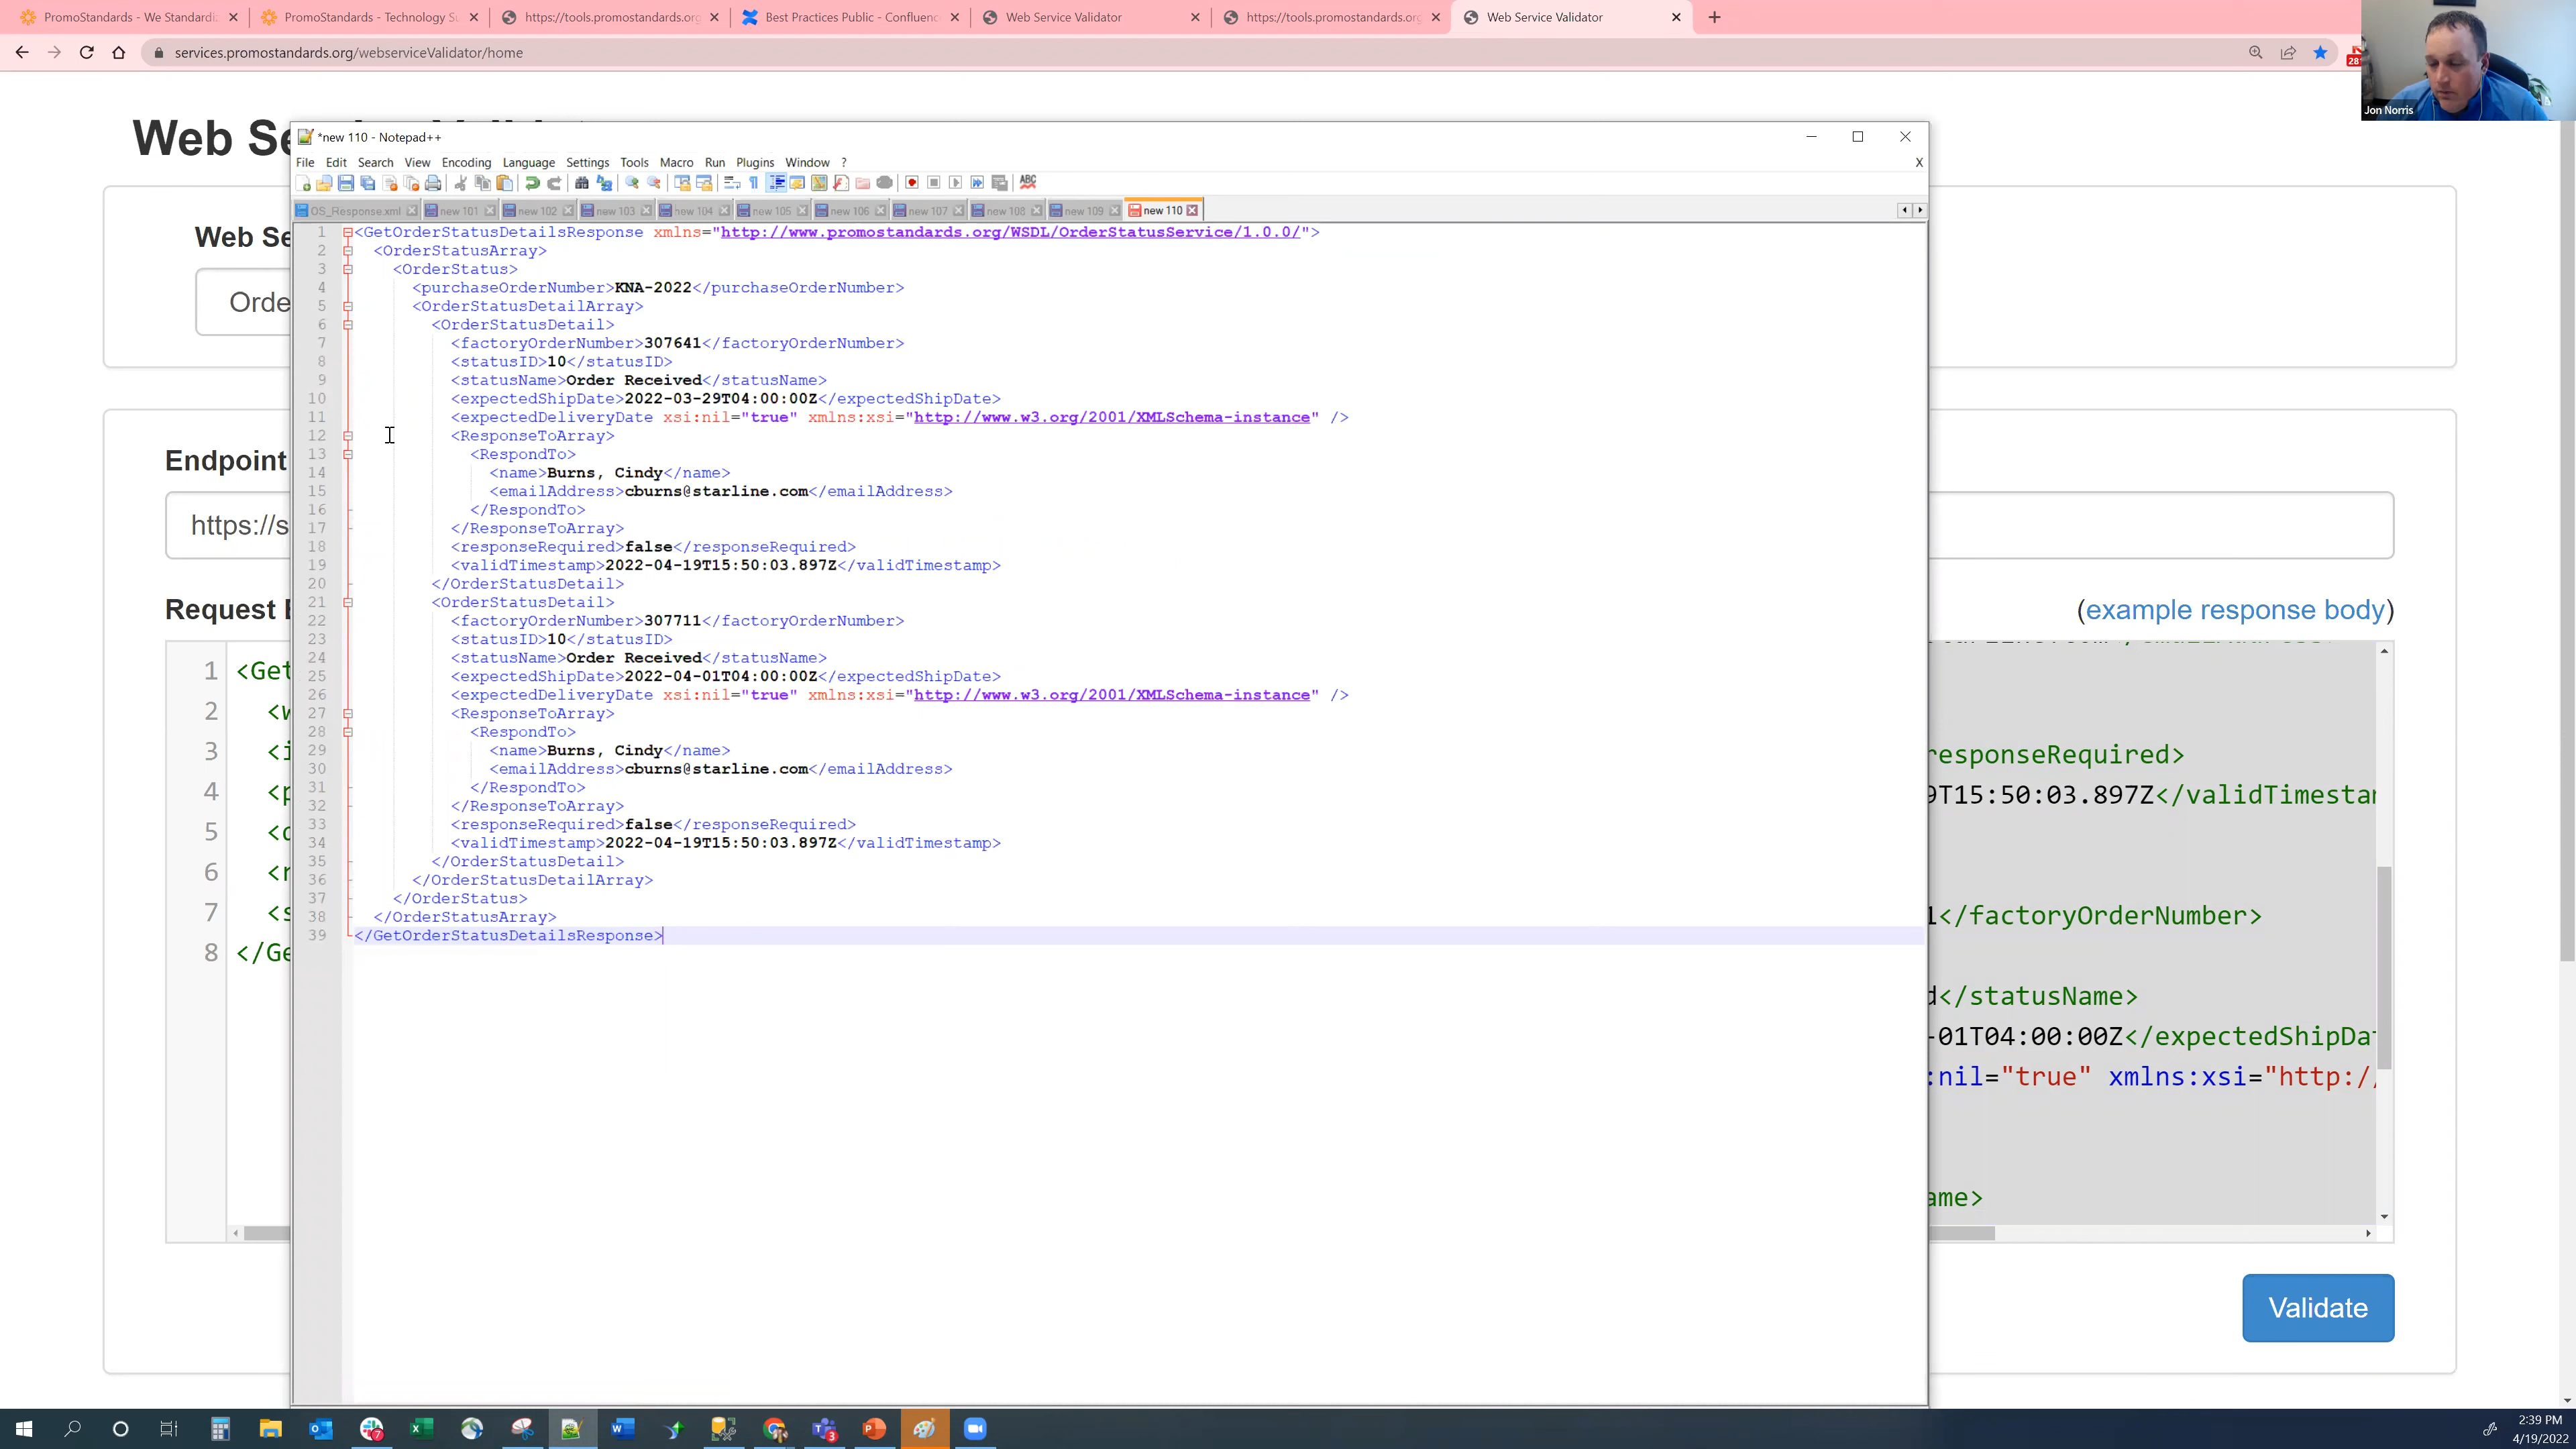 PromoStandards - We Standardiz
PromoStandards - Technology Su
https://tools.promostandards.org
Best Practices Public - Confluenc
Web Service Validator
https://tools.promostandards.org
Web Service Validator
services.promostandards.org/webserviceValidator/home
281
Jon Norris
*new 110 - Notepad++
File Edit Search View Encoding Language Settings Tools Macro Run Plugins Window ?
X
OS_Response.xml new 101 new 102 new 103 new 104 new 105 new 106 new 107 new 108 new 109 new 110
1 <GetOrderStatusDetailsResponse xmlns="http://www.promostandards.org/WSDL/OrderStatusService/1.0.0/">
2 <OrderStatusArray>
3 <OrderStatus>
4 <purchaseOrderNumber>KNA-2022</purchaseOrderNumber>
5 <OrderStatusDetailArray>
6 <OrderStatusDetail>
7 <factoryOrderNumber>307641</factoryOrderNumber>
8 <statusID>10</statusID>
9 <statusName>Order Received</statusName>
10 <expectedShipDate>2022-03-29T04:00:00Z</expectedShipDate>
11 <expectedDeliveryDate xsi:nil="true" xmlns:xsi="http://www.w3.org/2001/XMLSchema-instance" />
12 <ResponseToArray>
13 <RespondTo>
14 <name>Burns, Cindy</name>
15 <emailAddress>cburns@starline.com</emailAddress>
16 </RespondTo>
17 </ResponseToArray>
18 <responseRequired>false</responseRequired>
19 <validTimestamp>2022-04-19T15:50:03.897Z</validTimestamp>
20 </OrderStatusDetail>
21 <OrderStatusDetail>
22 <factoryOrderNumber>307711</factoryOrderNumber>
23 <statusID>10</statusID>
24 <statusName>Order Received</statusName>
25 <expectedShipDate>2022-04-01T04:00:00Z</expectedShipDate>
26 <expectedDeliveryDate xsi:nil="true" xmlns:xsi="http://www.w3.org/2001/XMLSchema-instance" />
27 <ResponseToArray>
28 <RespondTo>
29 <name>Burns, Cindy</name>
30 <emailAddress>cburns@starline.com</emailAddress>
31 </RespondTo>
32 </ResponseToArray>
33 <responseRequired>false</responseRequired>
34 <validTimestamp>2022-04-19T15:50:03.897Z</validTimestamp>
35 </OrderStatusDetail>
36 </OrderStatusDetailArray>
37 </OrderStatus>
38 </OrderStatusArray>
39 </GetOrderStatusDetailsResponse>
Web Se
Web Se
Orde
Endpoint
https://s
Request
1 <Get
2 <w
3 <i
4 <p
5
6
7 <s
8 </Ge
(example response body)
responseRequired>
9T15:50:03.897Z</validTimestam
1</factoryOrderNumber>
d</statusName>
-01T04:00:00Z</expectedShipDat
:nil="true" xmlns:xsi="http:/
ame>
Validate
2:39 PM
4/19/2022